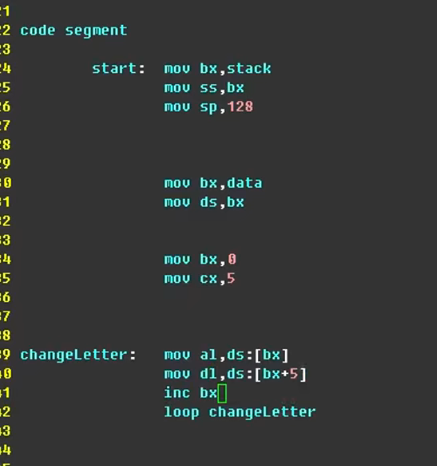 21
22 code segment
23
24 start: mov bx,stack
25 mov ss,bx
26 mov sp,128
27
28
29
30 mov bx,data
31 mov ds,bx
32
33
34 mov bx,0
35 mov cx,5
36
37
38
39 changeLetter: mov al,ds:[bx]
40 mov dl,ds:[bx+5]
41 inc bx
42 loop changeLetter
43
44